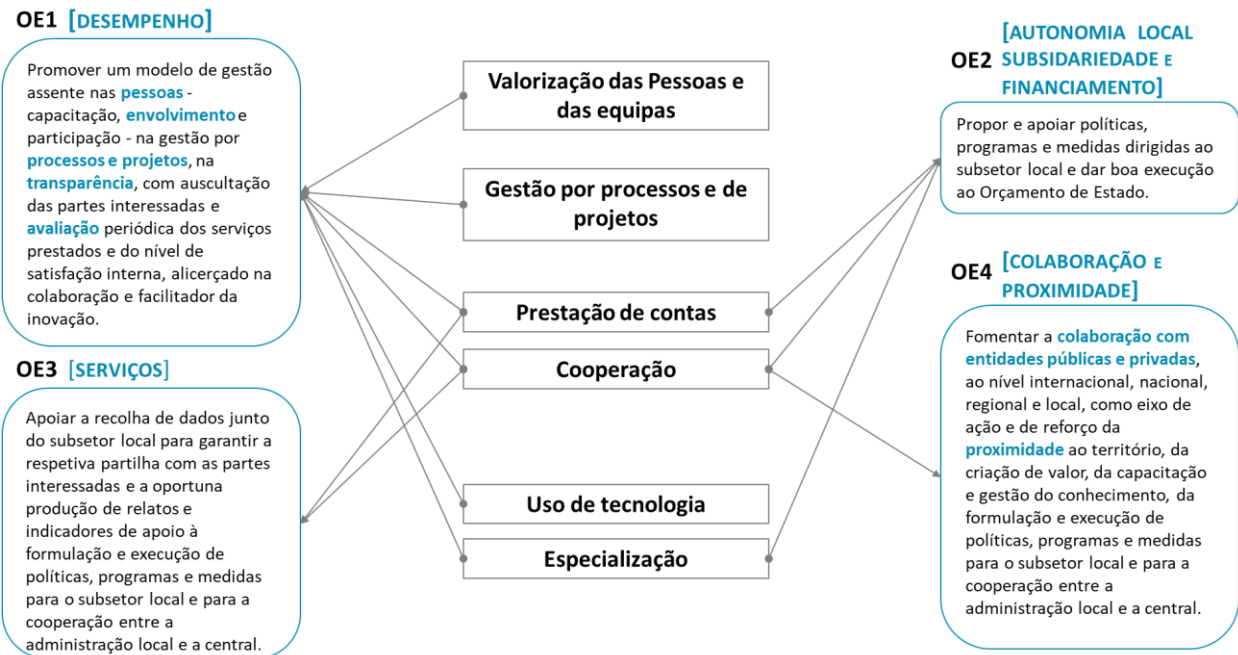 OE1 [DESEMPENHO]
Promover um modelo de gestão
assente nas pessoas -
capacitação, envolvimento e
participação - na gestão por
processos e projetos, na
transparência, com auscultação
das partes interessadas e
avaliação periódica dos serviços
prestados e do nível de
satisfação interna, alicerçado na
colaboração e facilitador da
inovação.
OE3 [SERVIÇOS]
Apoiar a recolha de dados junto
do subsetor local para garantir a
respetiva partilha com as partes
interessadas e a oportuna
produção de relatos e
indicadores de apoio à
formulação e execução de
políticas, programas e medidas
para o subsetor local e para a
cooperação entre a
administração local e a central.
Valorização das Pessoas e
das equipas
Gestão por processos e de
projetos
Prestação de contas
Cooperação
Uso de tecnologia
Especialização
[AUTONOMIA LOCAL
OE2 SUBSIDARIEDADE E
FINANCIAMENTO]
Propor e apoiar políticas,
programas e medidas dirigidas ao
subsetor local e dar boa execução
ao Orçamento de Estado.
OE4 [COLABORAÇÃO E
PROXIMIDADE]
Fomentar a colaboração com
entidades públicas e privadas,
ao nível internacional, nacional,
regional e local, como eixo de
ação e de reforço da
proximidade ao território, da
criação de valor, da capacitação
e gestão do conhecimento, da
formulação e execução de
políticas, programas e medidas
para o subsetor local e para a
cooperação entre a
administração local e a central.